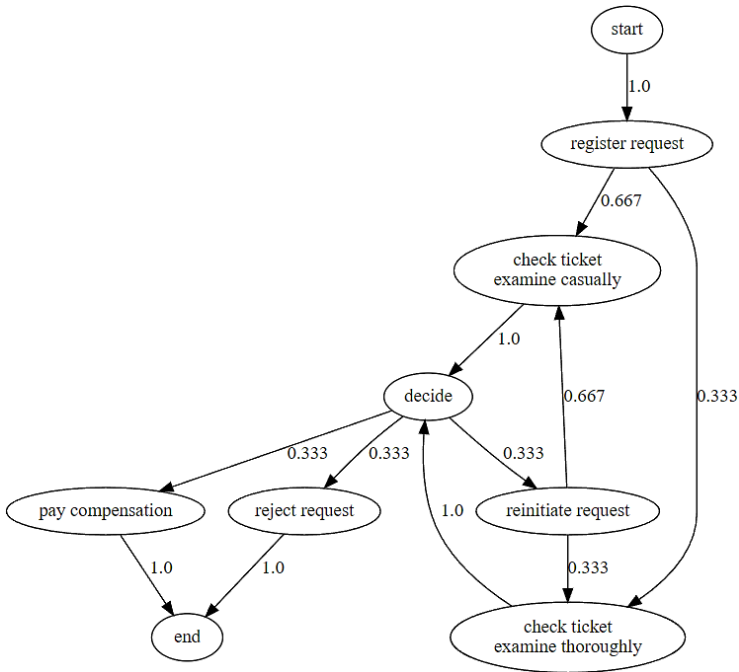 start
1.0
register request
0.667
check ticket
examine casually
1.0
0.667
0.333
decide
0.333
0.333
0.333
pay compensation
reject request
1.0
reinitiate request
1.0
1.0
0.333
end
check ticket
examine thoroughly